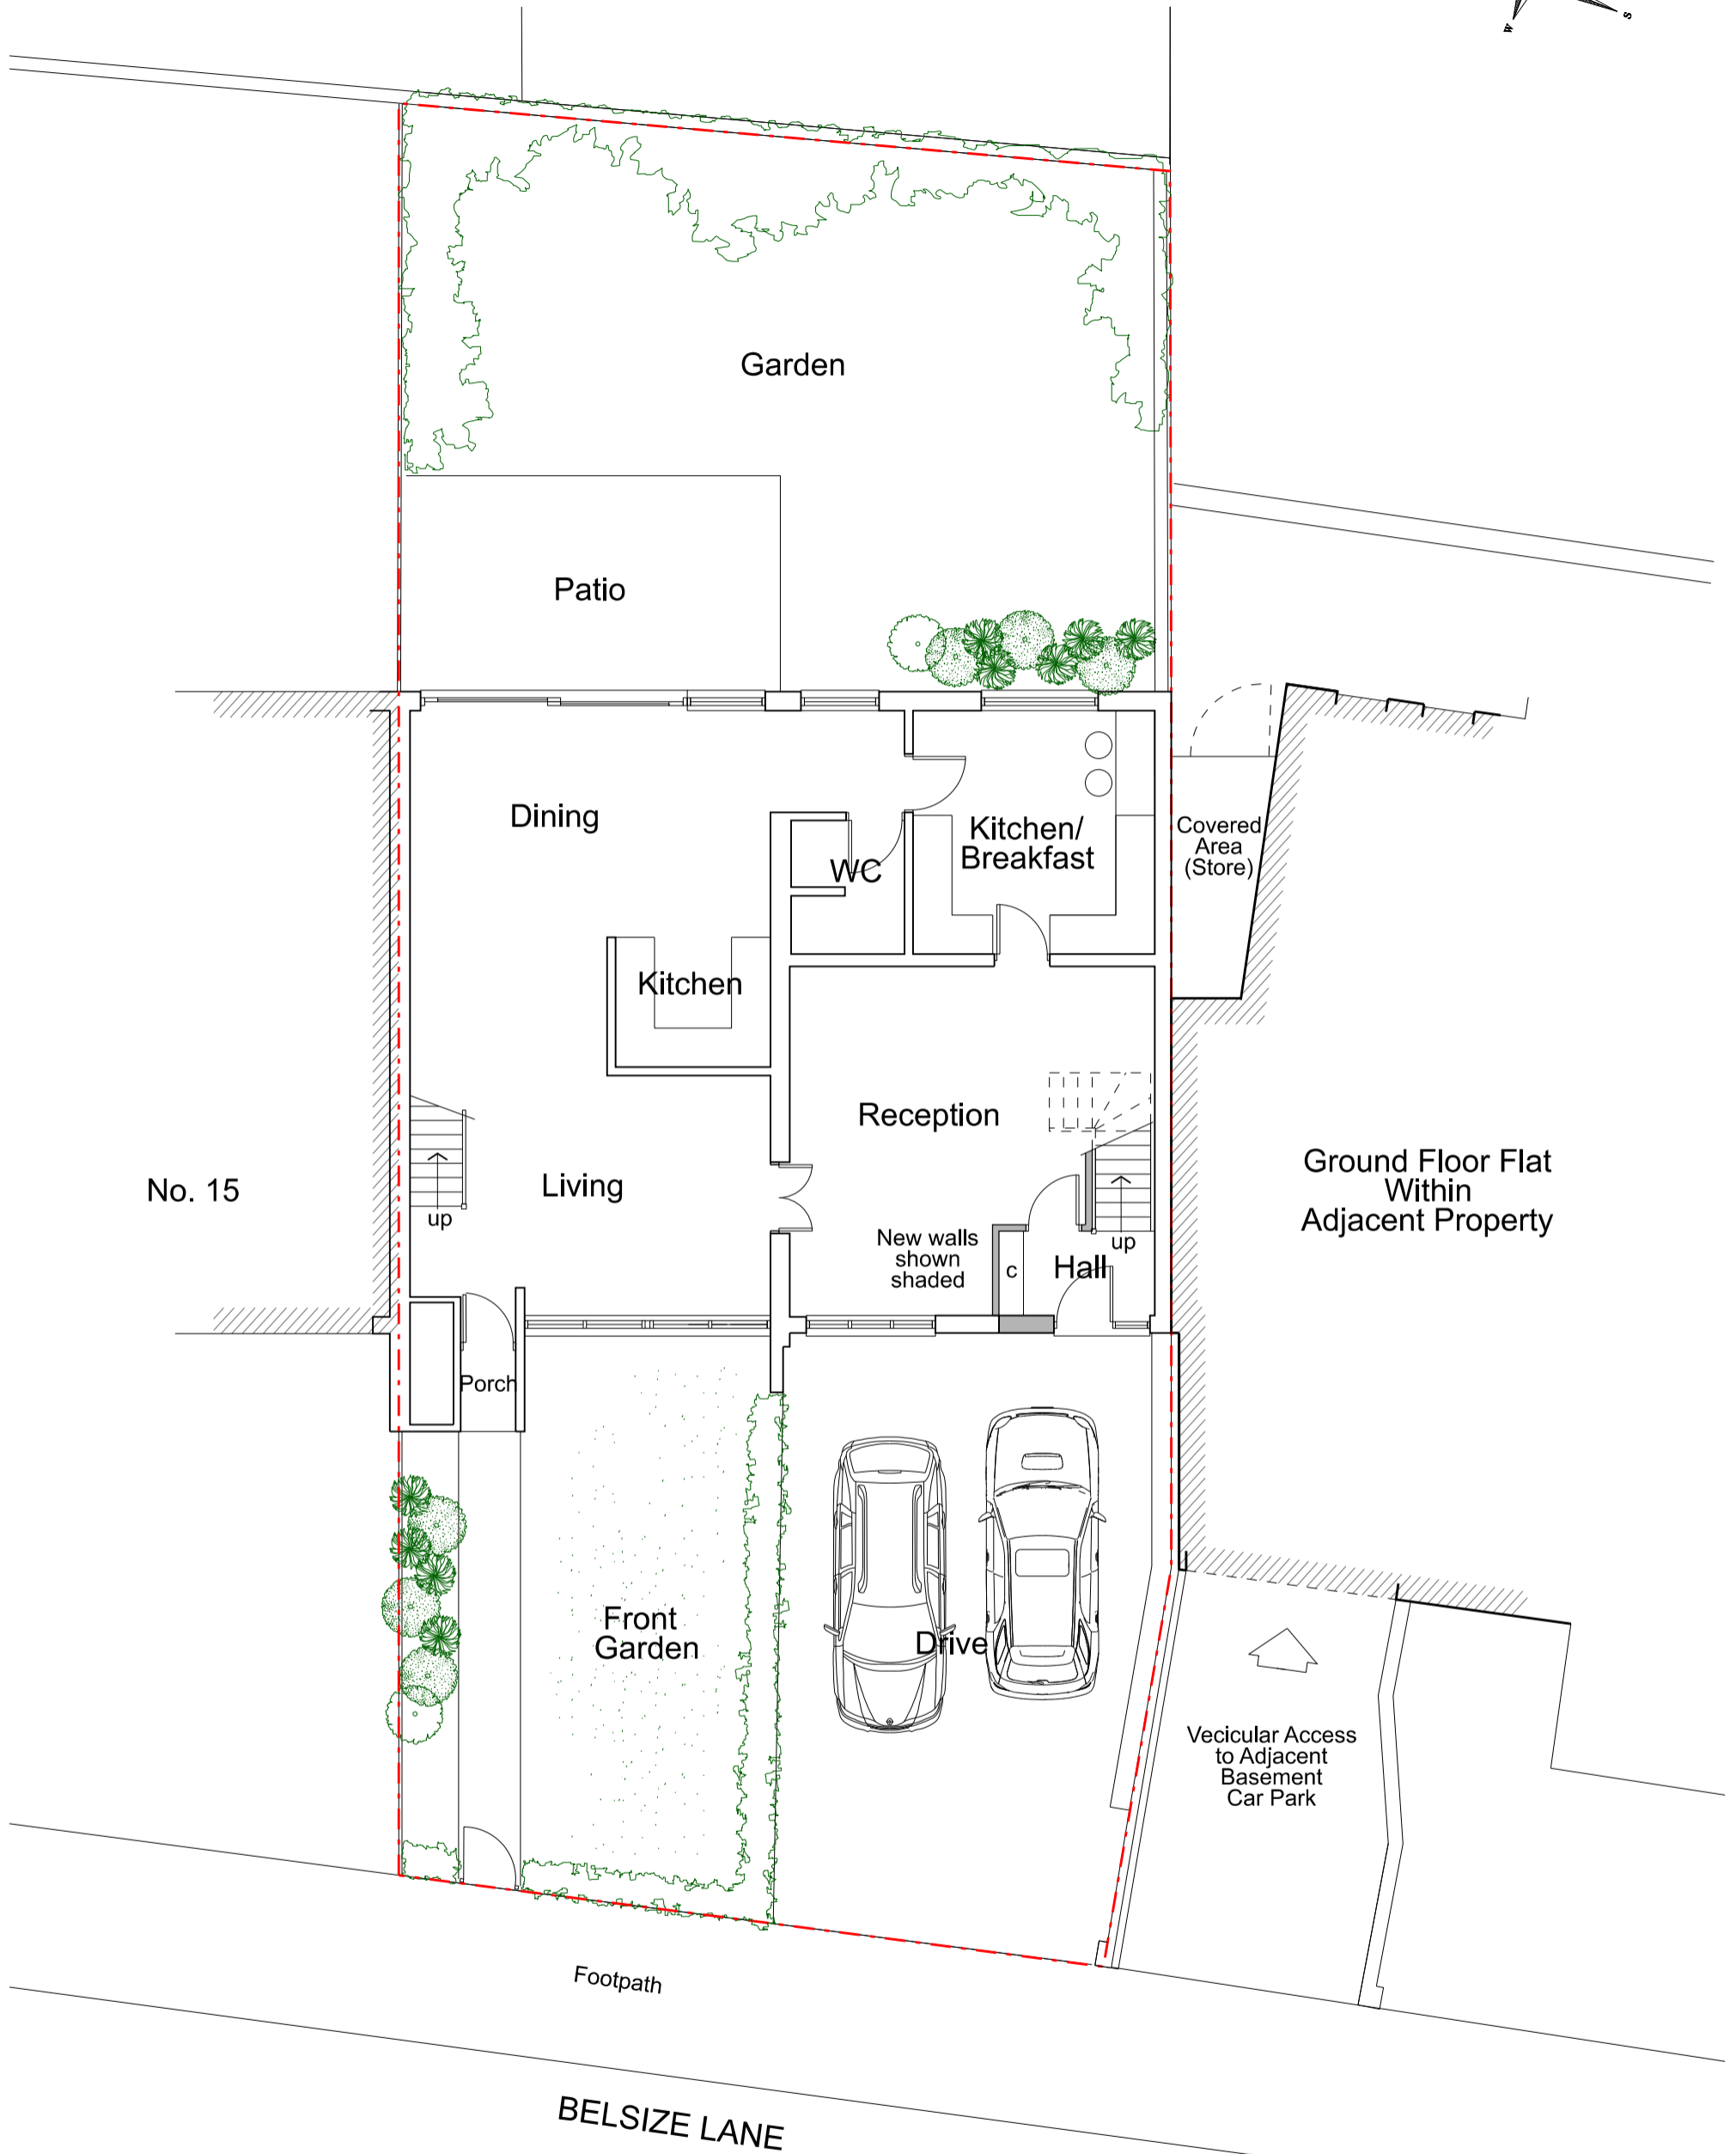 W
S
Garden
Patio
Dining
Kitchen/
Breakfast
Covered
Area
(Store)
WC
Kitchen
Reception
No. 15
Living
up
Ground Floor Flat
Within
Adjacent Property
New walls
shown
shaded
c
Hall
up
Porch
Front
Garden
Drive
Vecicular Access
to Adjacent
Basement
Car Park
Footpath
BELSIZE LANE